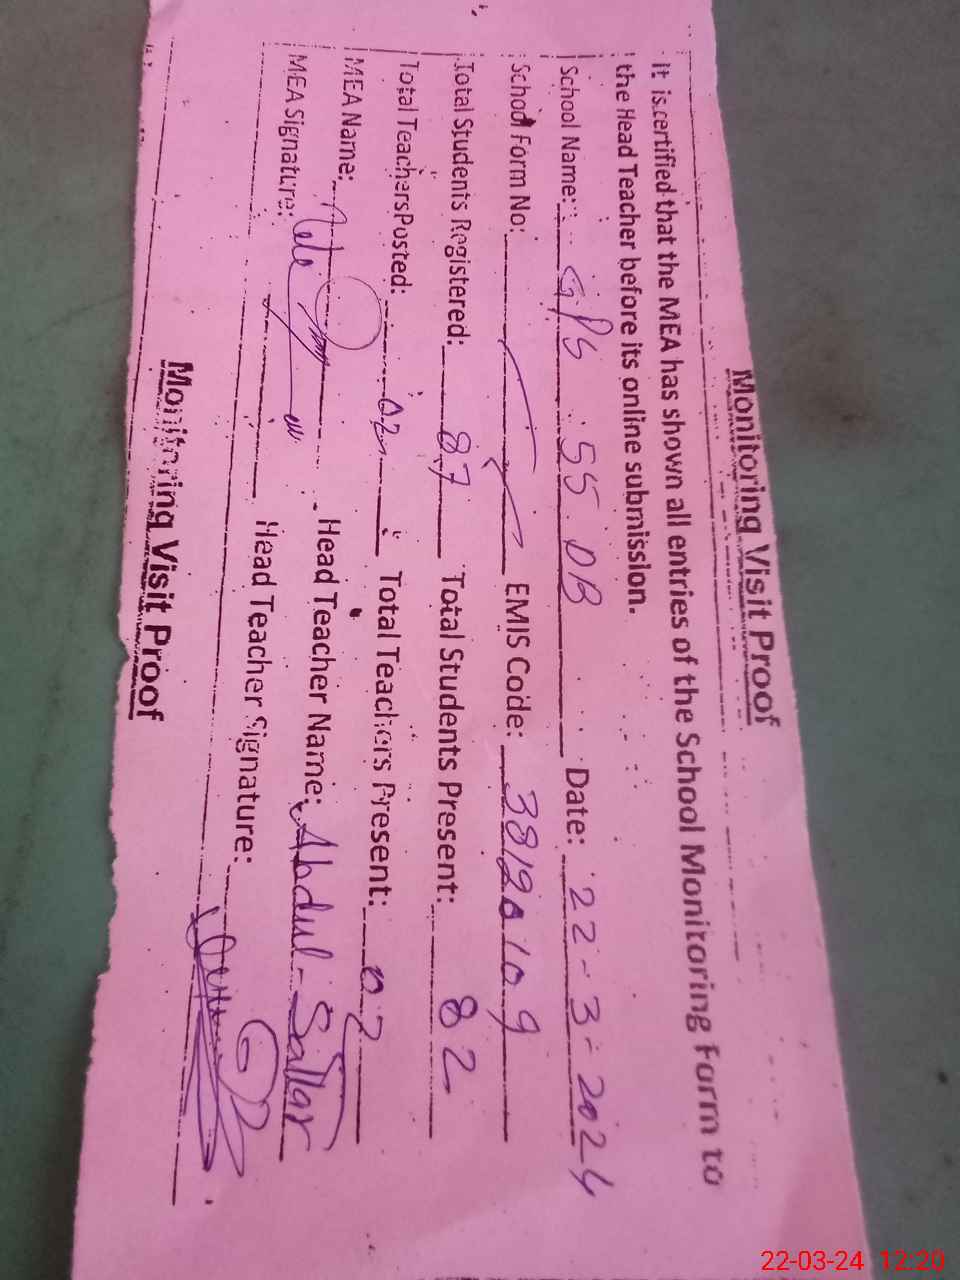 Monitoring Visit Proof
It is certified that the MEA has shown all entries of the School Monitoring Form to
the Head Teacher before its online submission.
School Name: GPS 55 DB Date: 22-3-2024
School Form No: EMIS Code: 38120109
Total Students Registered: 87 Total Students Present: 82
Total Teachers Posted: 02 Total Teachers Present: 02
MEA Name: Head Teacher Name: Abdul-Sattar
MEA Signature: Head Teacher Signature:
Monitoring Visit Proof
22-03-24 12:20